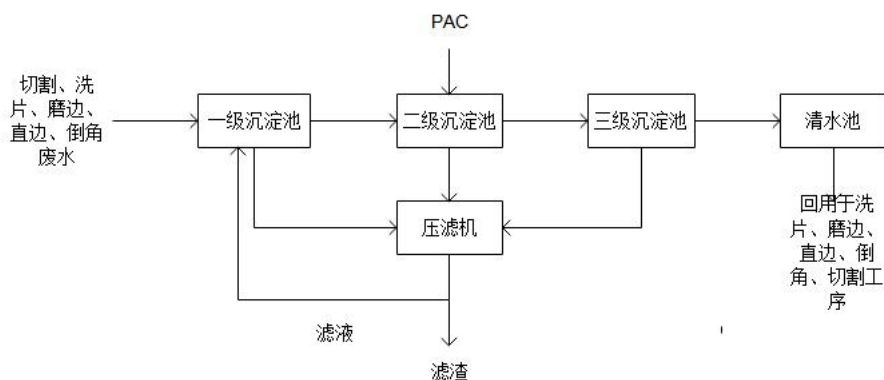 PAC
切割、洗
片、磨边、
直边、倒角
废水
一级沉淀池
二级沉淀池
三级沉淀池
清水池
压滤机
回用于洗
片、磨边、
直边、倒
角、切割工
序
滤液
滤渣